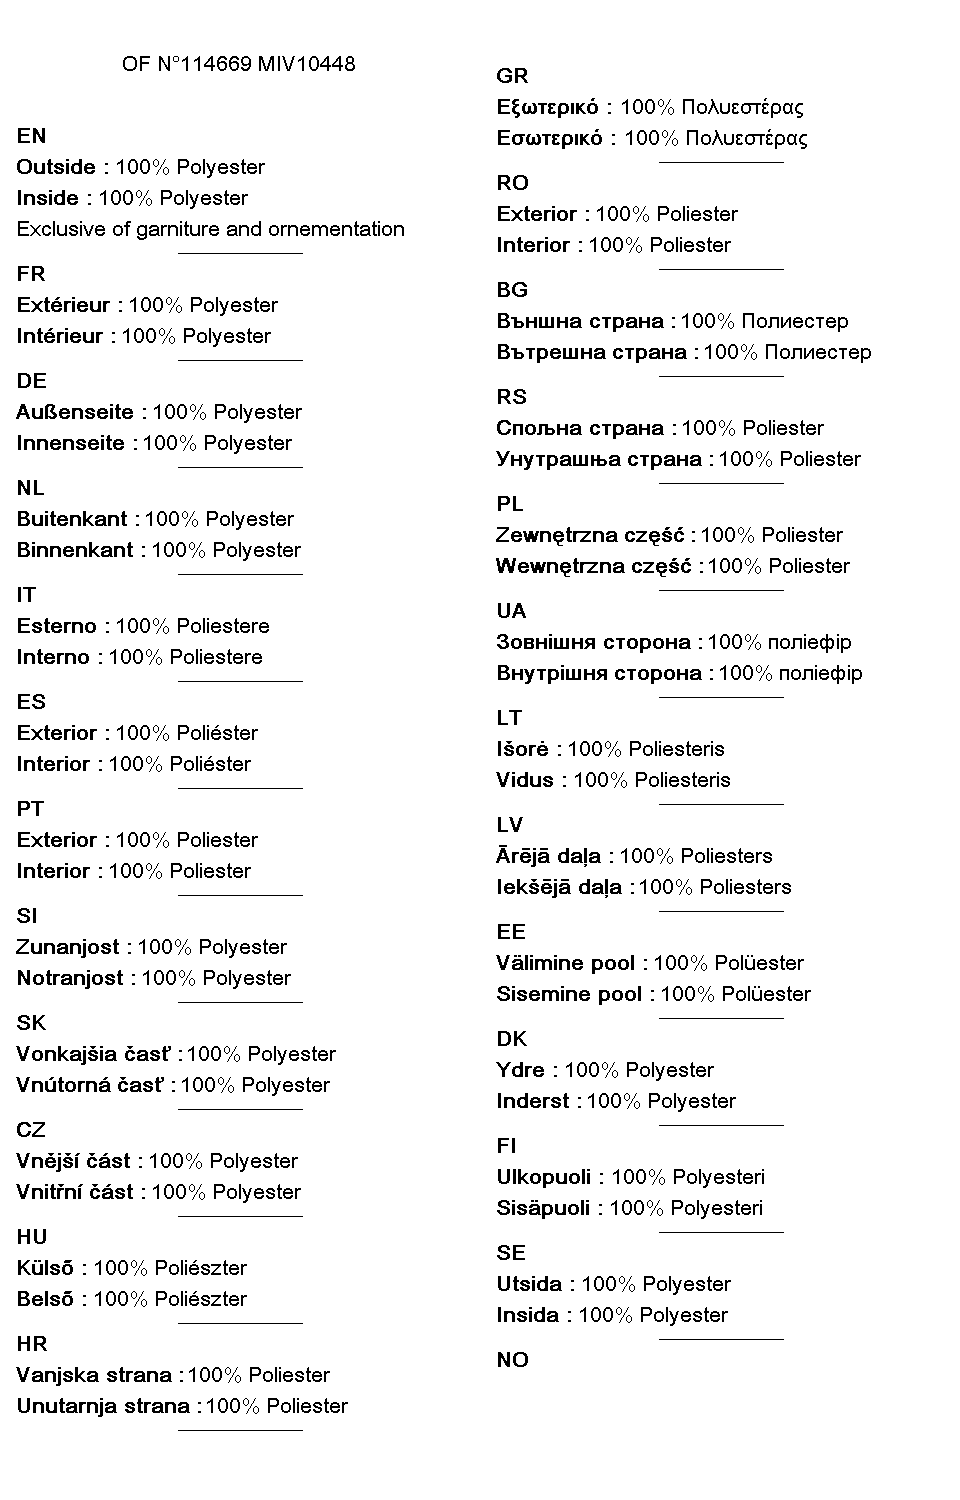 OF N°114669 MIV10448
EN
Outside : 100% Polyester
Inside : 100% Polyester
Exclusive of garniture and ornementation
FR
Extérieur : 100% Polyester
Intérieur : 100% Polyester
DE
Außenseite : 100% Polyester
Innenseite : 100% Polyester
NL
Buitenkant : 100% Polyester
Binnenkant : 100% Polyester
IT
Esterno : 100% Poliestere
Interno : 100% Poliestere
ES
Exterior : 100% Poliéster
Interior : 100% Poliéster
PT
Exterior : 100% Poliester
Interior : 100% Poliester
SI
Zunanjost : 100% Polyester
Notranjost : 100% Polyester
SK
Vonkajšia časť : 100% Polyester
Vnútorná časť : 100% Polyester
CZ
Vnější část : 100% Polyester
Vnitřní část : 100% Polyester
HU
Külsõ : 100% Poliészter
Belsõ : 100% Poliészter
HR
Vanjska strana : 100% Poliester
Unutarnja strana : 100% Poliester
GR
Εξωτερικό : 100% Πολυεστέρας
Εσωτερικό : 100% Πολυεστέρας
RO
Exterior : 100% Poliester
Interior : 100% Poliester
BG
Външна страна : 100% Полиестер
Вътрешна страна : 100% Полиестер
RS
Спољна страна : 100% Poliester
Унутрашња страна : 100% Poliester
PL
Zewnętrzna część : 100% Poliester
Wewnętrzna część : 100% Poliester
UA
Зовнішня сторона : 100% поліефір
Внутрішня сторона : 100% поліефір
LT
Išorė : 100% Poliesteris
Vidus : 100% Poliesteris
LV
Ārējā daļa : 100% Poliesters
Iekšējā daļa : 100% Poliesters
EE
Välimine pool : 100% Polüester
Sisemine pool : 100% Polüester
DK
Ydre : 100% Polyester
Inderst : 100% Polyester
FI
Ulkopuoli : 100% Polyesteri
Sisäpuoli : 100% Polyesteri
SE
Utsida : 100% Polyester
Insida : 100% Polyester
NO